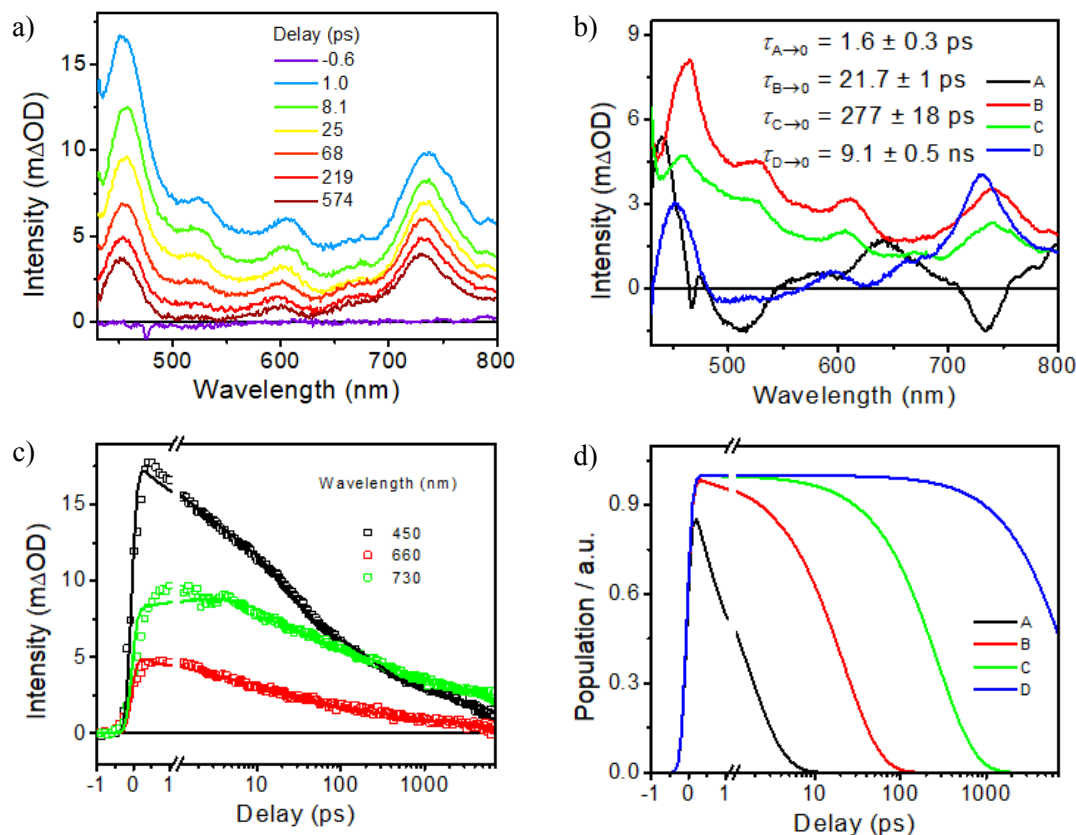 a)
Delay (ps)
-0.6
1.0
8.1
25
68
219
574
15
10
5
0
500
600
700
800
Intensity (mΔOD)
Wavelength (nm)
b)
τA→0 = 1.6 ± 0.3 ps
τB→0 = 21.7 ± 1 ps
τC→0 = 277 ± 18 ps
τD→0 = 9.1 ± 0.5 ns
A
B
C
D
9
6
3
0
500
600
700
800
Intensity (mΔOD)
Wavelength (nm)
c)
Wavelength (nm)
450
660
730
15
10
5
0
-1
0
1
10
100
1000
Intensity (mΔOD)
Delay (ps)
d)
A
B
C
D
0.9
0.6
0.3
0.0
-1
0
1
10
100
1000
Population / a.u.
Delay (ps)